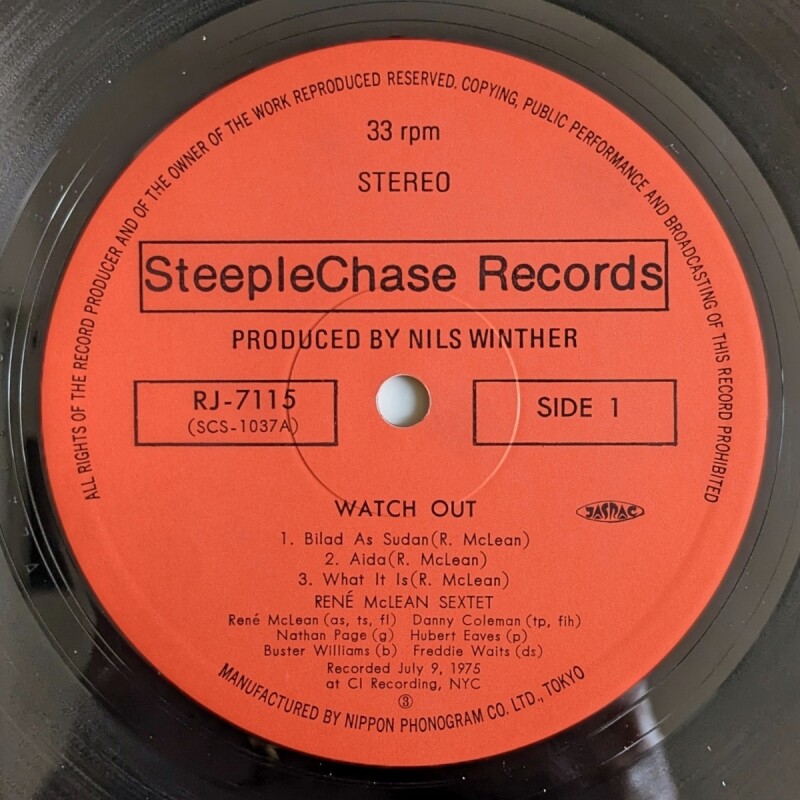 ALL RIGHTS OF THE RECORD PRODUCER AND OF THE OWNER OF THE WORK REPRODUCED RESERVED. COPYING, PUBLIC PERFORMANCE AND BROADCASTING OF THIS RECORD PROHIBITED
33 rpm
STEREO
SteepleChase Records
PRODUCED BY NILS WINTHER
RJ-7115
(SCS-1037A)
SIDE 1
WATCH OUT
JASRAC
1. Bilad As Sudan(R. McLean)
2. Aida(R. McLean)
3. What It Is(R. McLean)
RENÉ McLEAN SEXTET
René McLean (as, ts, fl) Danny Coleman (tp, flh)
Nathan Page (g) Hubert Eaves (p)
Buster Williams (b) Freddie Waits (ds)
Recorded July 9, 1975
at CI Recording, NYC
③
MANUFACTURED BY NIPPON PHONOGRAM CO. LTD., TOKYO